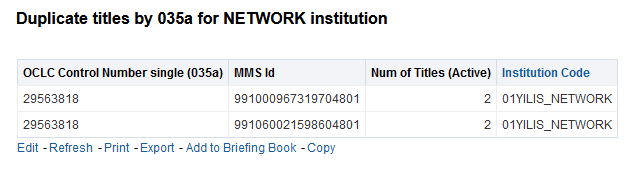 Duplicate titles by 035a for NETWORK institution
OCLC Control Number single (035a) MMS Id Num of Titles (Active) Institution Code
29563818 991000967319704801 2 01YILIS_NETWORK
29563818 991060021598604801 2 01YILIS_NETWORK
Edit - Refresh - Print - Export - Add to Briefing Book - Copy